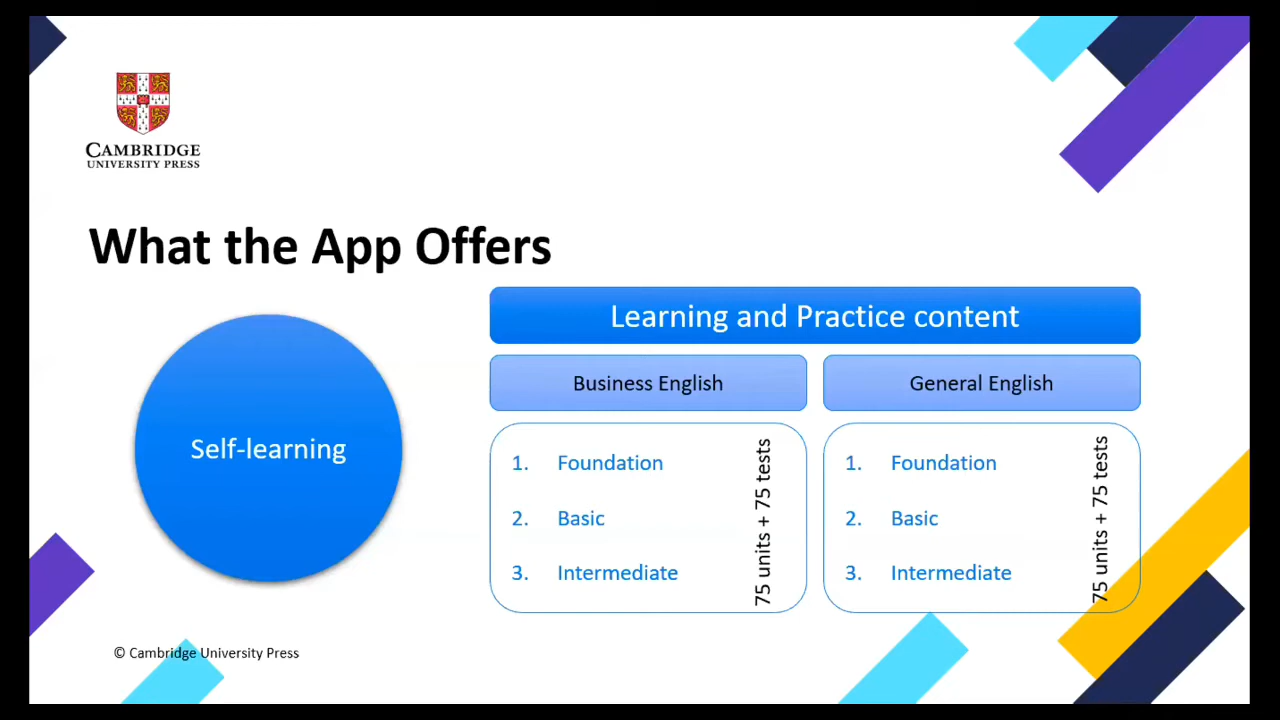 CAMBRIDGE
UNIVERSITY PRESS
What the App Offers
Self-learning
Learning and Practice content
Business English
1. Foundation
2. Basic
3. Intermediate
75 units + 75 tests
General English
1. Foundation
2. Basic
3. Intermediate
75 units + 75 tests
© Cambridge University Press